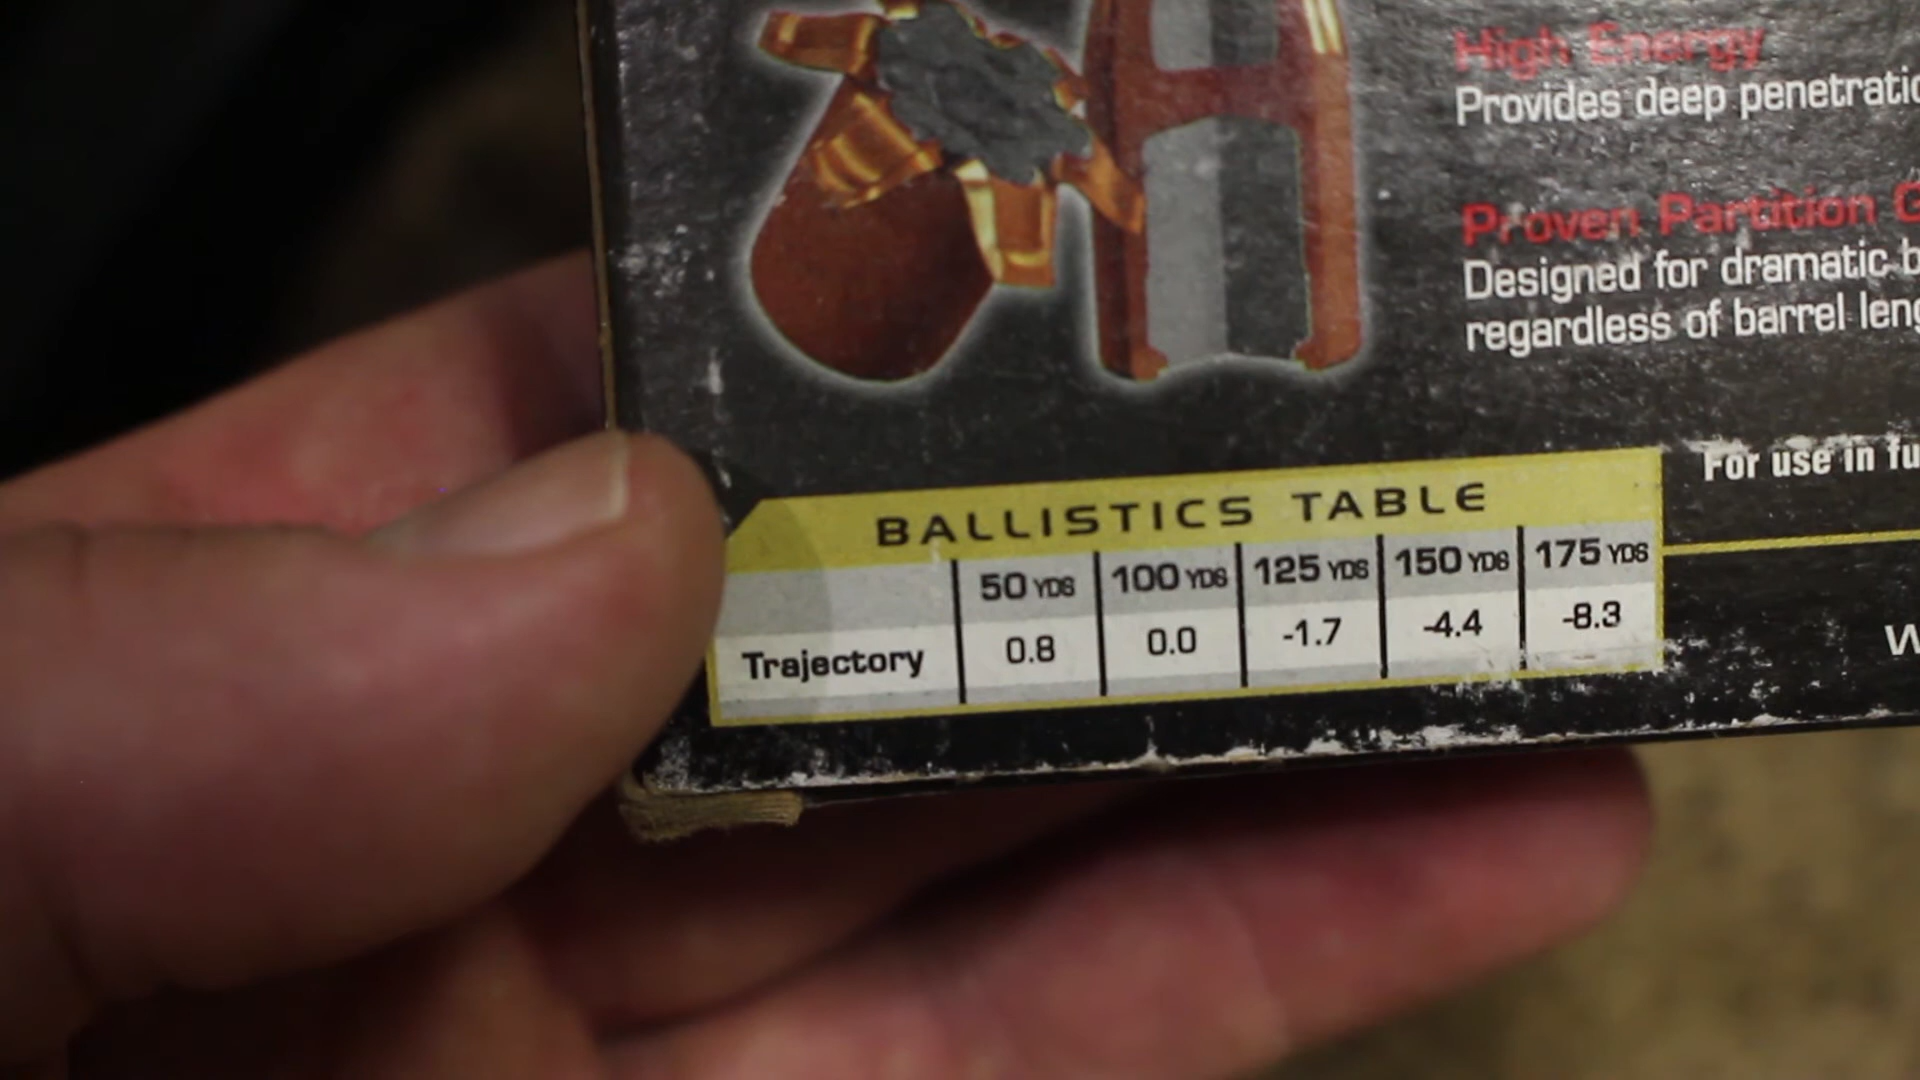 High Energy
Provides deep penetratio
Proven Partition G
Designed for dramatic b
regardless of barrel leng
For use in fu
BALLISTICS TABLE
50 YDS 100 YDS 125 YDS 150 YDS 175 YDS
Trajectory 0.8 0.0 -1.7 -4.4 -8.3
W